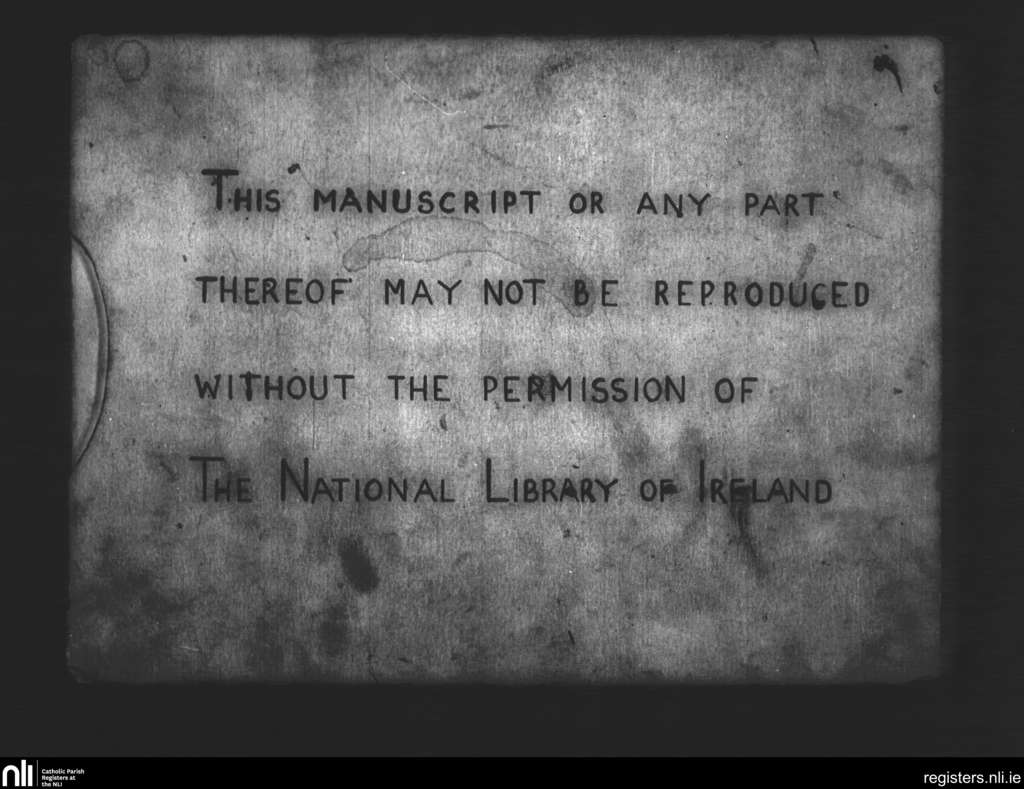 This manuscript or any part
thereof may not be reproduced
without the permission of
The National Library of Ireland
nli
Catholic Parish
Registers at
the NLI
registers.nli.ie